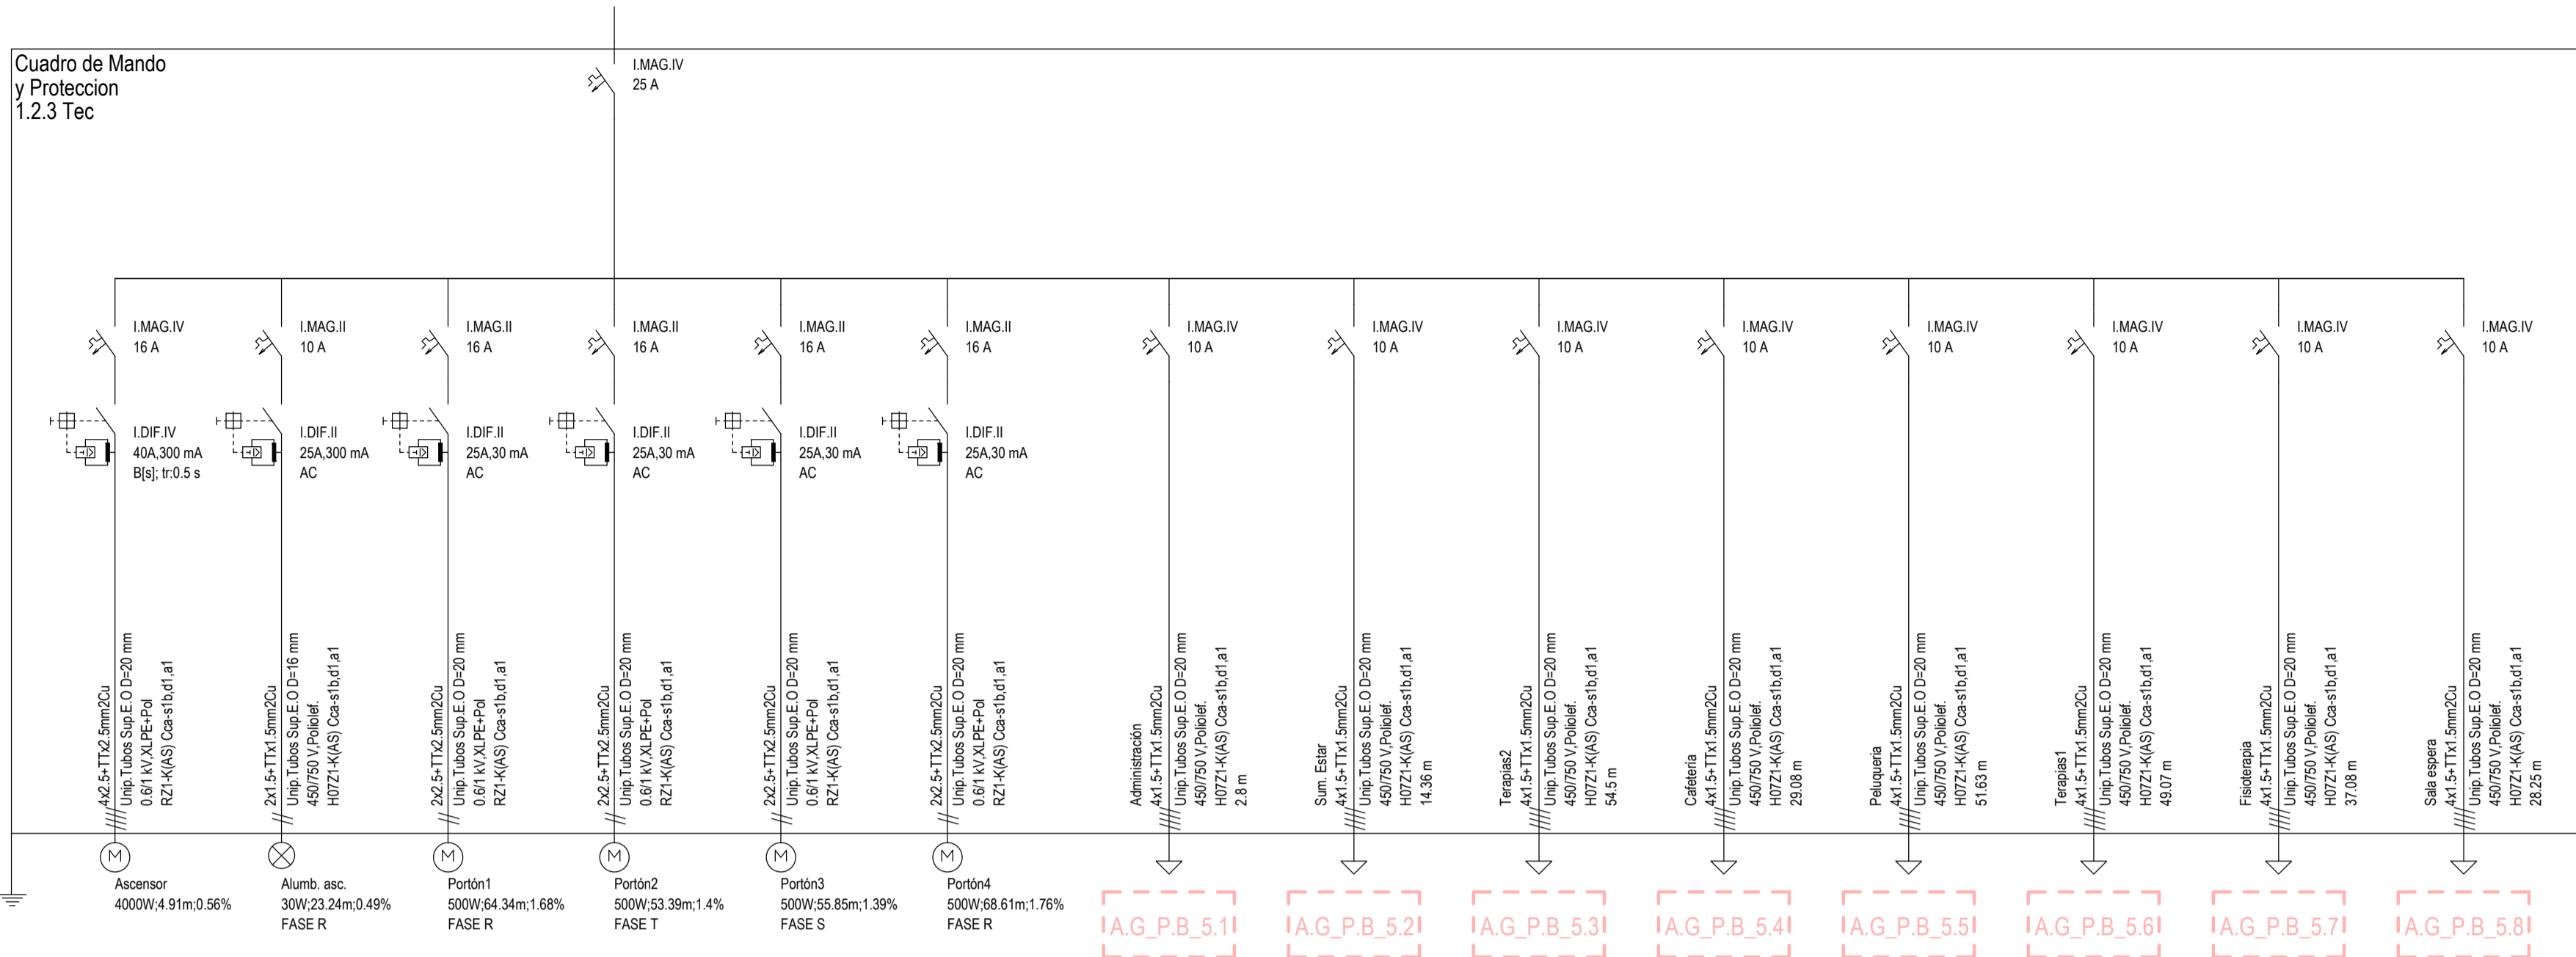 Cuadro de Mando
y Proteccion
1.2.3 Tec
I.MAG.IV
25 A
I.MAG.IV
16 A
I.MAG.II
10 A
I.MAG.II
16 A
I.MAG.II
16 A
I.MAG.II
16 A
I.MAG.II
16 A
I.MAG.IV
10 A
I.MAG.IV
10 A
I.MAG.IV
10 A
I.MAG.IV
10 A
I.MAG.IV
10 A
I.MAG.IV
10 A
I.MAG.IV
10 A
I.MAG.IV
10 A
I.DIF.IV
40A,300 mA
B[s]; tr:0.5 s
I.DIF.II
25A,300 mA
AC
I.DIF.II
25A,30 mA
AC
I.DIF.II
25A,30 mA
AC
I.DIF.II
25A,30 mA
AC
I.DIF.II
25A,30 mA
AC
4x2.5+TTx2.5mm2Cu
Unip.Tubos Sup.E.O D=20 mm
0.6/1 kV,XLPE+Pol
RZ1-K(AS) Cca-s1b,d1,a1
2x1.5+TTx1.5mm2Cu
Unip.Tubos Sup.E.O D=16 mm
450/750 V,Poliolef.
H07Z1-K(AS) Cca-s1b,d1,a1
2x2.5+TTx2.5mm2Cu
Unip.Tubos Sup.E.O D=20 mm
0.6/1 kV,XLPE+Pol
RZ1-K(AS) Cca-s1b,d1,a1
2x2.5+TTx2.5mm2Cu
Unip.Tubos Sup.E.O D=20 mm
0.6/1 kV,XLPE+Pol
RZ1-K(AS) Cca-s1b,d1,a1
2x2.5+TTx2.5mm2Cu
Unip.Tubos Sup.E.O D=20 mm
0.6/1 kV,XLPE+Pol
RZ1-K(AS) Cca-s1b,d1,a1
2x2.5+TTx2.5mm2Cu
Unip.Tubos Sup.E.O D=20 mm
0.6/1 kV,XLPE+Pol
RZ1-K(AS) Cca-s1b,d1,a1
Administración
4x1.5+TTx1.5mm2Cu
Unip.Tubos Sup.E.O D=20 mm
450/750 V,Poliolef.
H07Z1-K(AS) Cca-s1b,d1,a1
2.8 m
Sum. Estar
4x1.5+TTx1.5mm2Cu
Unip.Tubos Sup.E.O D=20 mm
450/750 V,Poliolef.
H07Z1-K(AS) Cca-s1b,d1,a1
14.36 m
Terapias2
4x1.5+TTx1.5mm2Cu
Unip.Tubos Sup.E.O D=20 mm
450/750 V,Poliolef.
H07Z1-K(AS) Cca-s1b,d1,a1
54.5 m
Cafetería
4x1.5+TTx1.5mm2Cu
Unip.Tubos Sup.E.O D=20 mm
450/750 V,Poliolef.
H07Z1-K(AS) Cca-s1b,d1,a1
29.08 m
Peluquería
4x1.5+TTx1.5mm2Cu
Unip.Tubos Sup.E.O D=20 mm
450/750 V,Poliolef.
H07Z1-K(AS) Cca-s1b,d1,a1
51.63 m
Terapias1
4x1.5+TTx1.5mm2Cu
Unip.Tubos Sup.E.O D=20 mm
450/750 V,Poliolef.
H07Z1-K(AS) Cca-s1b,d1,a1
49.07 m
Fisioterapia
4x1.5+TTx1.5mm2Cu
Unip.Tubos Sup.E.O D=20 mm
450/750 V,Poliolef.
H07Z1-K(AS) Cca-s1b,d1,a1
37.08 m
Sala espera
4x1.5+TTx1.5mm2Cu
Unip.Tubos Sup.E.O D=20 mm
450/750 V,Poliolef.
H07Z1-K(AS) Cca-s1b,d1,a1
28.25 m
M
M
M
M
M
Ascensor
4000W;4.91m;0.56%
Alumb. asc.
30W;23.24m;0.49%
FASE R
Portón1
500W;64.34m;1.68%
FASE R
Portón2
500W;53.39m;1.4%
FASE T
Portón3
500W;55.85m;1.39%
FASE S
Portón4
500W;68.61m;1.76%
FASE R
A.G_P.B_5.1
A.G_P.B_5.2
A.G_P.B_5.3
A.G_P.B_5.4
A.G_P.B_5.5
A.G_P.B_5.6
A.G_P.B_5.7
A.G_P.B_5.8